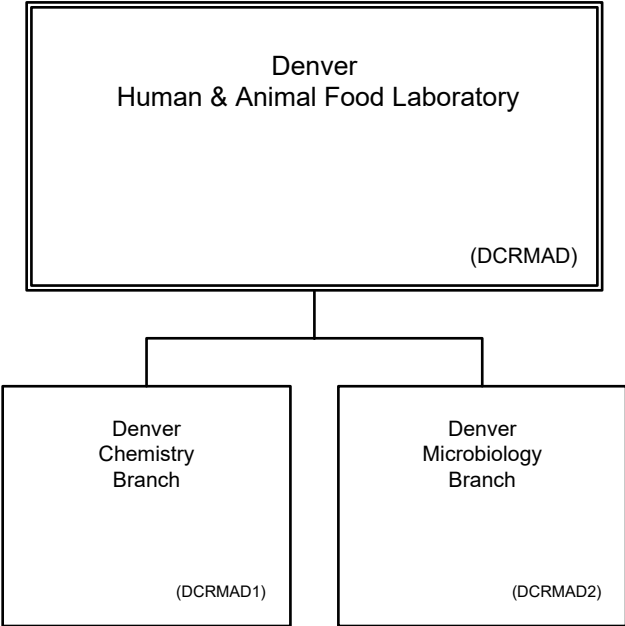 Denver
Human & Animal Food Laboratory
(DCRMAD)
Denver
Chemistry
Branch
(DCRMAD1)
Denver
Microbiology
Branch
(DCRMAD2)